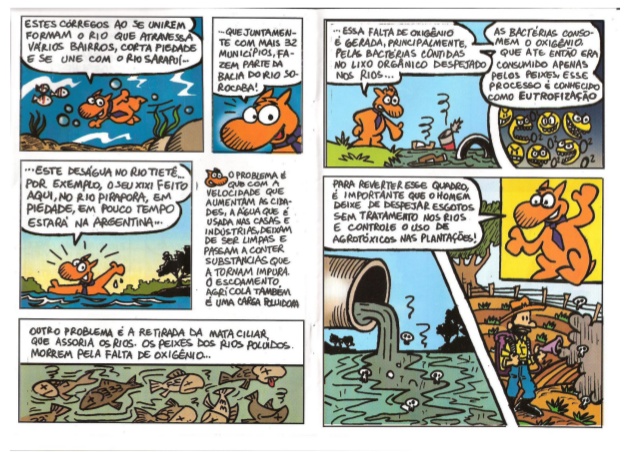 ESTES CÓRREGOS AO SE UNIREM
FORMAM O RIO QUE ATRAVESSA
VÁRIOS BAIRROS, CORTA PIEDADE
E SE UNE COM O RIO SARAPUÍ...
...QUE JUNTAMEN-
TE COM MAIS 32
MUNICÍPIOS, FA-
ZEM PARTE DA
BACIA DO RIO SO-
ROCABA!
...ESTE DESÁGUA NO RIO TIETÊ...
POR EXEMPLO, O SEU XIXI FEITO
AQUI, NO RIO PIRAPORA, EM
PIEDADE, EM POUCO TEMPO
ESTARÁ NA ARGENTINA...
O PROBLEMA É
QUE COM A
VELOCIDADE QUE
AUMENTAM AS CIDA-
DES, A ÁGUA QUE É
USADA NAS CASAS E
INDÚSTRIAS, DEIXAM
DE SER LIMPAS E
PASSAM A CONTER
SUBSTÂNCIAS QUE
A TORNAM IMPURA.
O ESCOAMENTO
AGRÍCOLA TAMBÉM
É UMA CARGA POLUIDORA
OUTRO PROBLEMA É A RETIRADA DA MATA CILIAR,
QUE ASSORIA OS RIOS. OS PEIXES DOS RIOS POLUÍDOS
MORREM PELA FALTA DE OXIGÊNIO...
...ESSA FALTA DE OXIGÊNIO
É GERADA, PRINCIPALMENTE,
PELAS BACTÉRIAS CONTIDAS
NO LIXO ORGÂNICO DESPEJADO
NOS RIOS...
AS BACTÉRIAS CONSO-
MEM O OXIGÊNIO,
QUE ATÉ ENTÃO ERA
CONSUMIDO APENAS
PELOS PEIXES, ESSE
PROCESSO É CONHECIDO
COMO EUTROFIZAÇÃO
O2
O2
PARA REVERTER ESSE QUADRO,
É IMPORTANTE QUE O HOMEM
DEIXE DE DESPEJAR ESGOTOS
SEM TRATAMENTO NOS RIOS
E CONTROLE O USO DE
AGROTÓXICOS NAS PLANTAÇÕES!